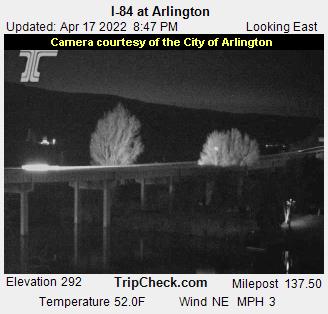 I-84 at Arlington
Updated: Apr 17 2022 8:47 PM Looking East
Camera courtesy of the City of Arlington
Elevation 292 TripCheck.com Milepost 137.50
Temperature 52.0F Wind NE MPH 3